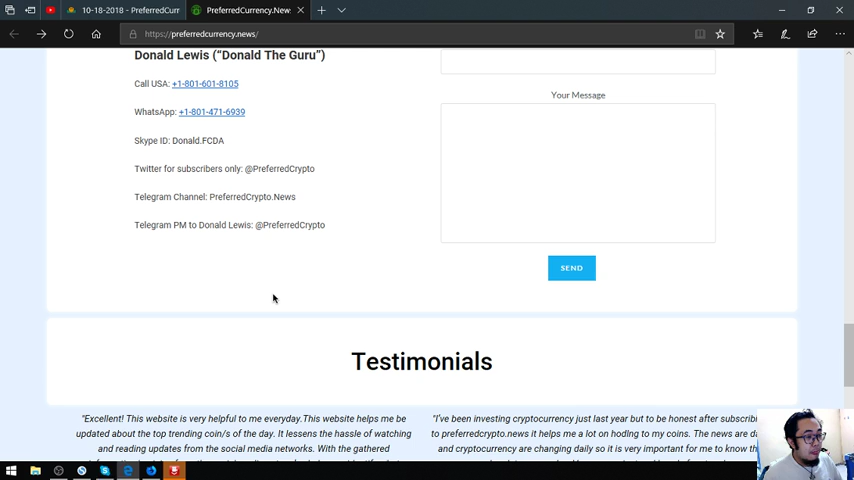 10-18-2018 - PreferredCurr
PreferredCurrency.New
https://preferredcurrency.news/
Donald Lewis (“Donald The Guru”)
Call USA: +1-801-601-8105
WhatsApp: +1-801-471-6939
Skype ID: Donald.FCDA
Twitter for subscribers only: @PreferredCrypto
Telegram Channel: PreferredCrypto.News
Telegram PM to Donald Lewis: @PreferredCrypto
Your Message
SEND
Testimonials
"Excellent! This website is very helpful to me everyday.This website helps me be
updated about the top trending coin/s of the day. It lessens the hassle of watching
and reading updates from the social media networks. With the gathered
"I've been investing cryptocurrency just last year but to be honest after subscri
to preferredcrypto.news it helps me a lot on hodlng to my coins. The news are da
and cryptocurrency are changing daily so it is very important for me to know th